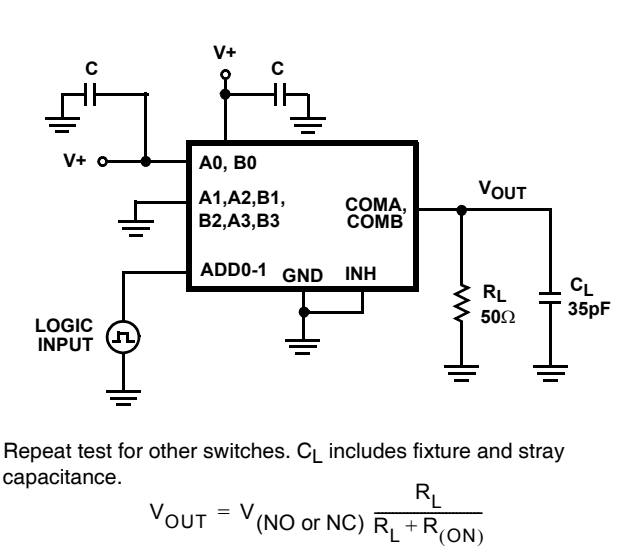 V+
C
C
V+
A0, B0
A1,A2,B1,
B2,A3,B3
COMA,
COMB
VOUT
ADD0-1
GND
INH
LOGIC
INPUT
RL
50Ω
CL
35pF
Repeat test for other switches. CL includes fixture and stray
capacitance.
VOUT = V(NO or NC) RL / RL + R(ON)